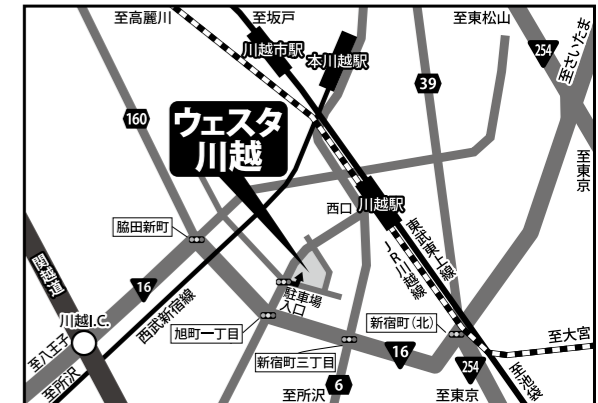 至高麗川
至坂戸
至東松山
川越市駅
本川越駅
254
至さいたま
39
160
ウェスタ
川越
至東京
西口
川越駅
脇田新町
東武東上線
JR川越線
関越道
16
西武新宿線
駐車場
入口
川越I.C.
旭町一丁目
新宿町(北)
至八王子
新宿町三丁目
16
254
至大宮
至所沢
至所沢
6
至東京
至池袋